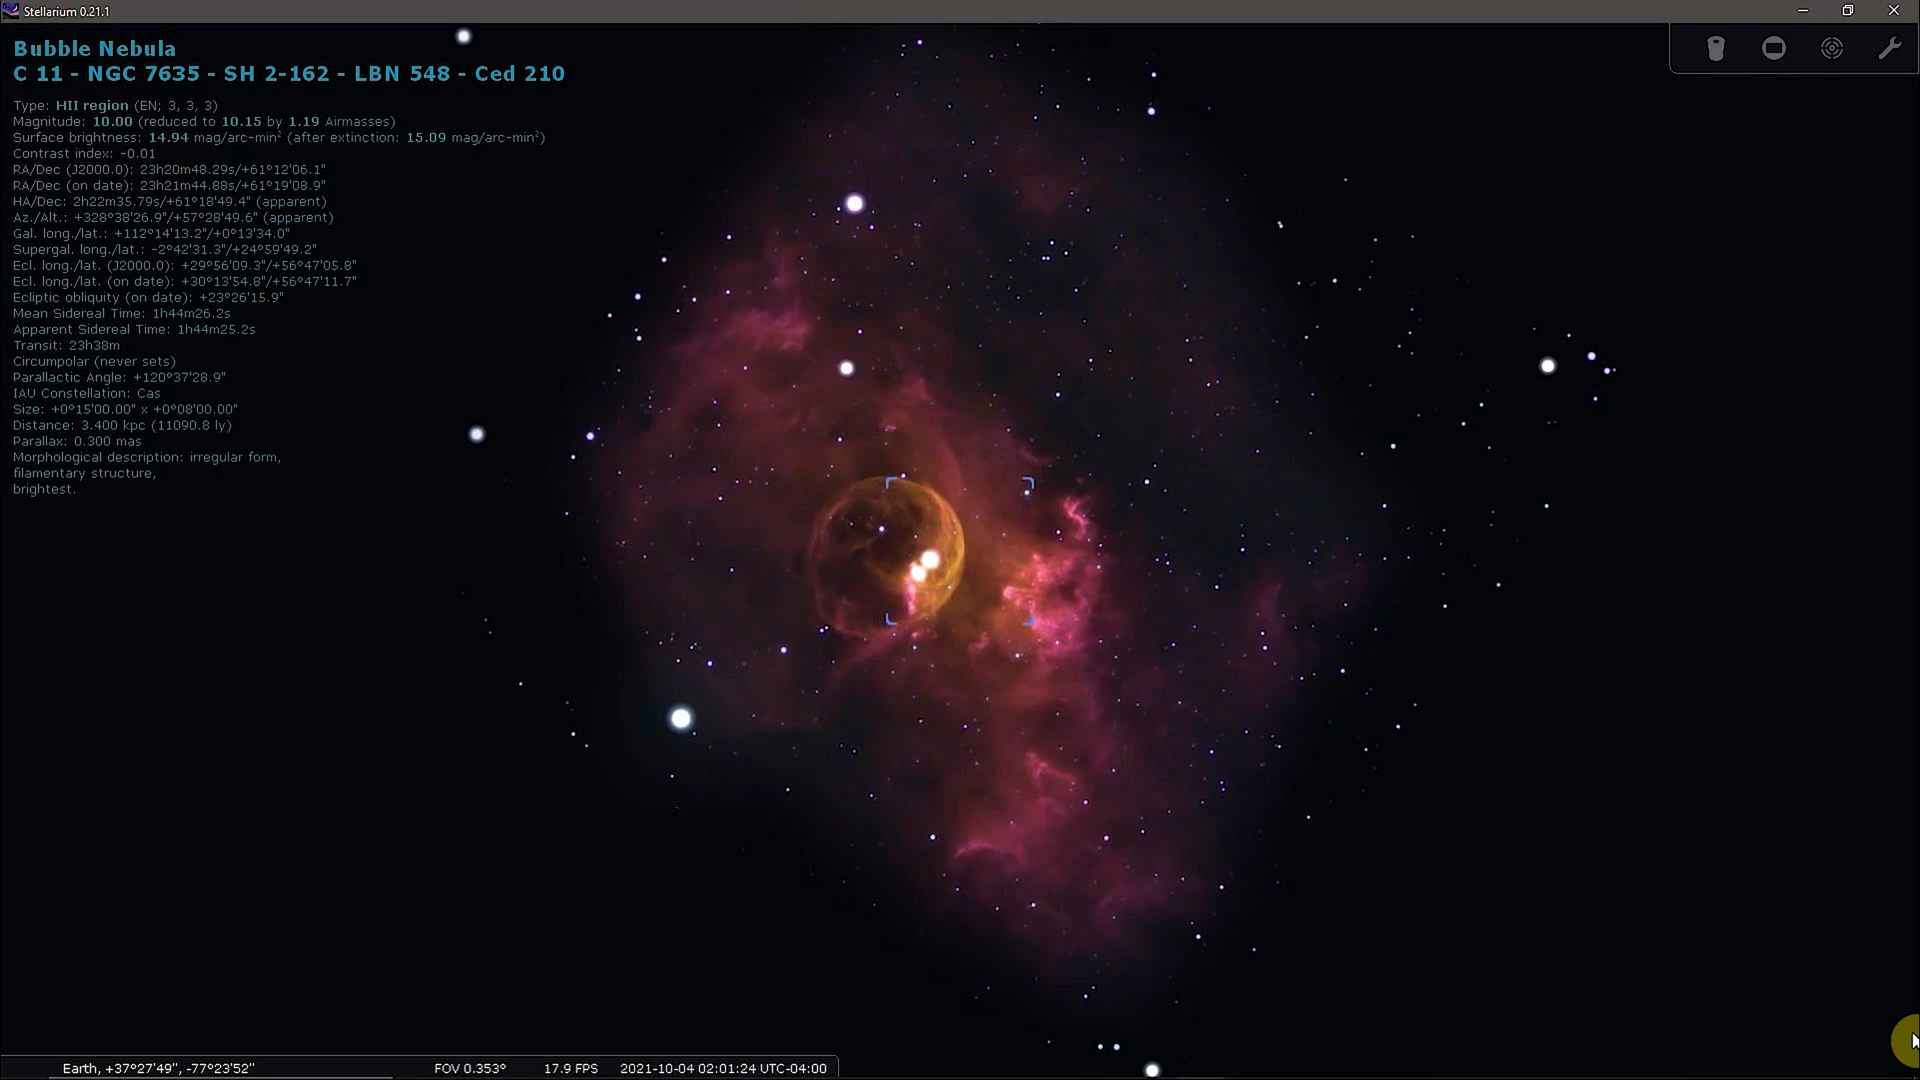 Stellarium 0.21.1
Bubble Nebula
C 11 - NGC 7635 - SH 2-162 - LBN 548 - Ced 210
Type: HII region (EN; 3, 3, 3)
Magnitude: 10.00 (reduced to 10.15 by 1.19 Airmasses)
Surface brightness: 14.94 mag/arc-min² (after extinction: 15.09 mag/arc-min²)
Contrast index: -0.01
RA/Dec (J2000.0): 23h20m48.29s/+61°12'06.1"
RA/Dec (on date): 23h21m44.88s/+61°19'08.9"
HA/Dec: 2h22m35.79s/+61°18'49.4" (apparent)
Az./Alt.: +328°38'26.9"/+57°28'49.6" (apparent)
Gal. long./lat.: +112°14'13.2"/+0°13'34.0"
Supergal. long./lat.: -2°42'31.3"/+24°59'49.2"
Ecl. long./lat. (J2000.0): +29°56'09.3"/+56°47'05.8"
Ecl. long./lat. (on date): +30°13'54.8"/+56°47'11.7"
Ecliptic obliquity (on date): +23°26'15.9"
Mean Sidereal Time: 1h44m26.2s
Apparent Sidereal Time: 1h44m25.2s
Transit: 23h38m
Circumpolar (never sets)
Parallactic Angle: +120°37'28.9"
IAU Constellation: Cas
Size: +0°15'00.00" x +0°08'00.00"
Distance: 3.400 kpc (11090.8 ly)
Parallax: 0.300 mas
Morphological description: irregular form,
filamentary structure,
brightest.
Earth, +37°27'49", -77°23'52" FOV 0.353° 17.9 FPS 2021-10-04 02:01:24 UTC-04:00